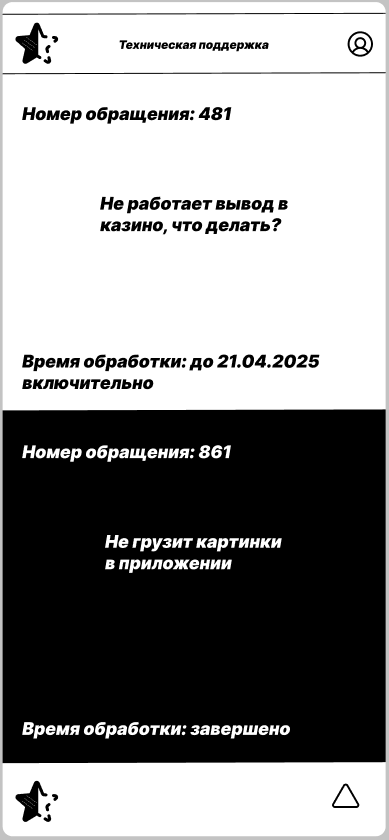 Техническая поддержка
Номер обращения: 481
Не работает вывод в
казино, что делать?
Время обработки: до 21.04.2025
включительно
Номер обращения: 861
Не грузит картинки
в приложении
Время обработки: завершено